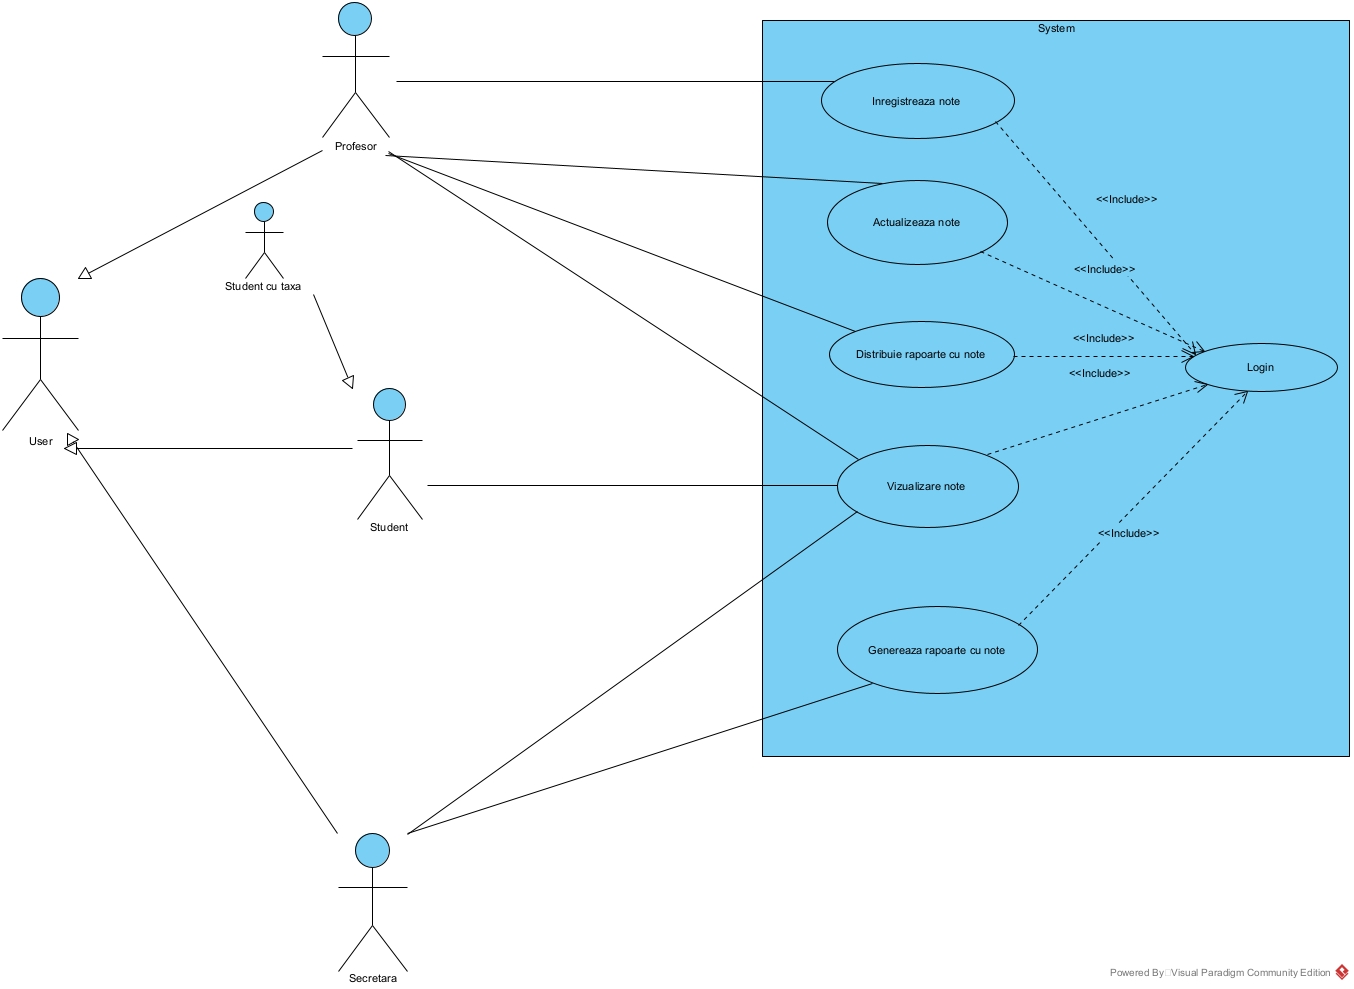 System
Inregistreaza note
Profesor
<<Include>>
Actualizeaza note
<<Include>>
Student cu taxa
<<Include>>
Distribuie rapoarte cu note
Login
<<Include>>
User
Vizualizare note
Student
<<Include>>
Genereaza rapoarte cu note
Secretara
Powered By Visual Paradigm Community Edition